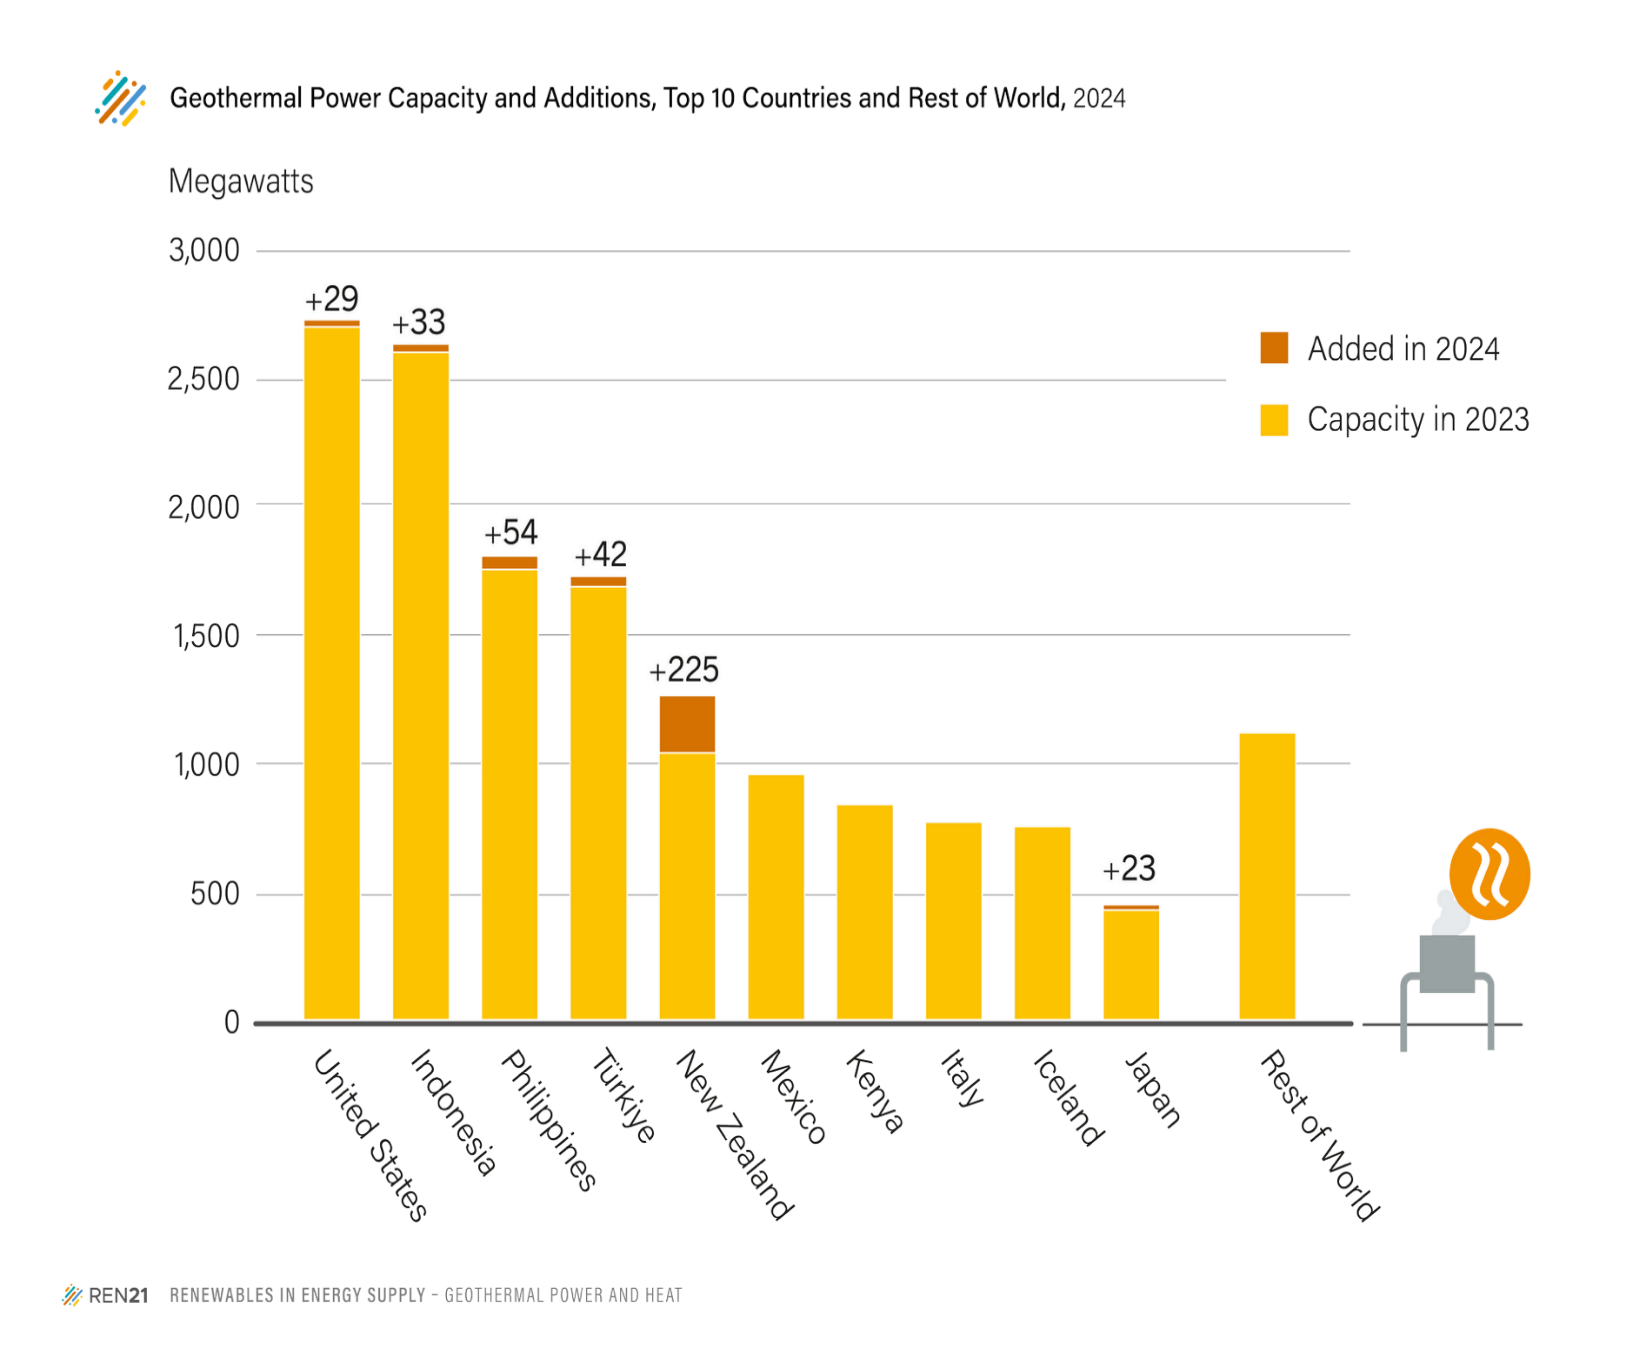 Geothermal Power Capacity and Additions, Top 10 Countries and Rest of World, 2024
Megawatts
3,000
2,500
2,000
1,500
1,000
500
0
+29
+33
+54
+42
+225
+23
Added in 2024
Capacity in 2023
United States
Indonesia
Philippines
Türkiye
New Zealand
Mexico
Kenya
Italy
Iceland
Japan
Rest of World
REN21 RENEWABLES IN ENERGY SUPPLY – GEOTHERMAL POWER AND HEAT